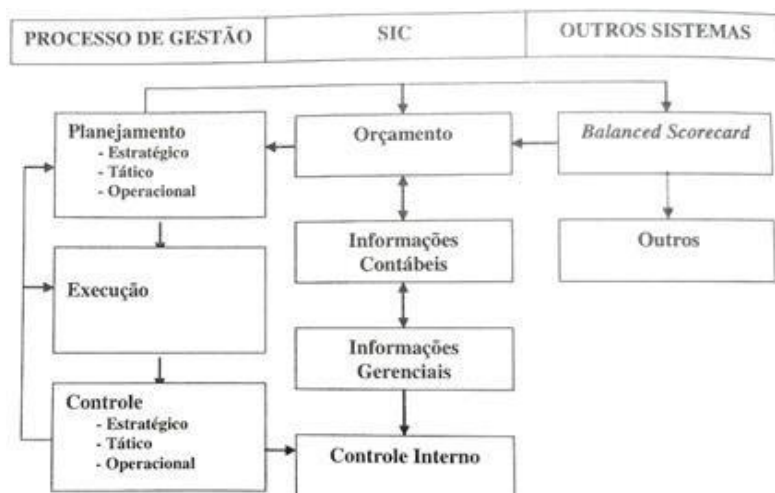 PROCESSO DE GESTÃO
SIC
OUTROS SISTEMAS
Planejamento
- Estratégico
- Tático
- Operacional
Orçamento
Balanced Scorecard
Informações
Contábeis
Outros
Execução
Informações
Gerenciais
Controle
- Estratégico
- Tático
- Operacional
Controle Interno